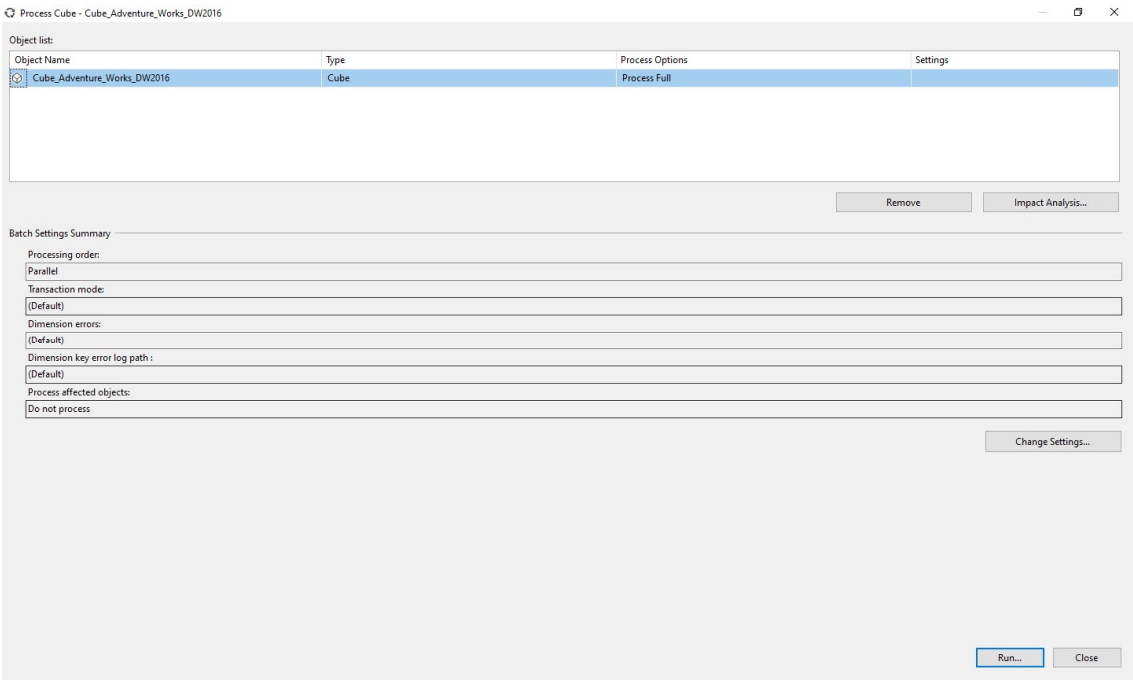 Process Cube - Cube_Adventure_Works_DW2016
Object list:
Object Name Type Process Options Settings
Cube_Adventure_Works_DW2016 Cube Process Full
Remove Impact Analysis...
Batch Settings Summary
Processing order:
Parallel
Transaction mode:
(Default)
Dimension errors:
(Default)
Dimension key error log path :
(Default)
Process affected objects:
Do not process
Change Settings...
Run... Close